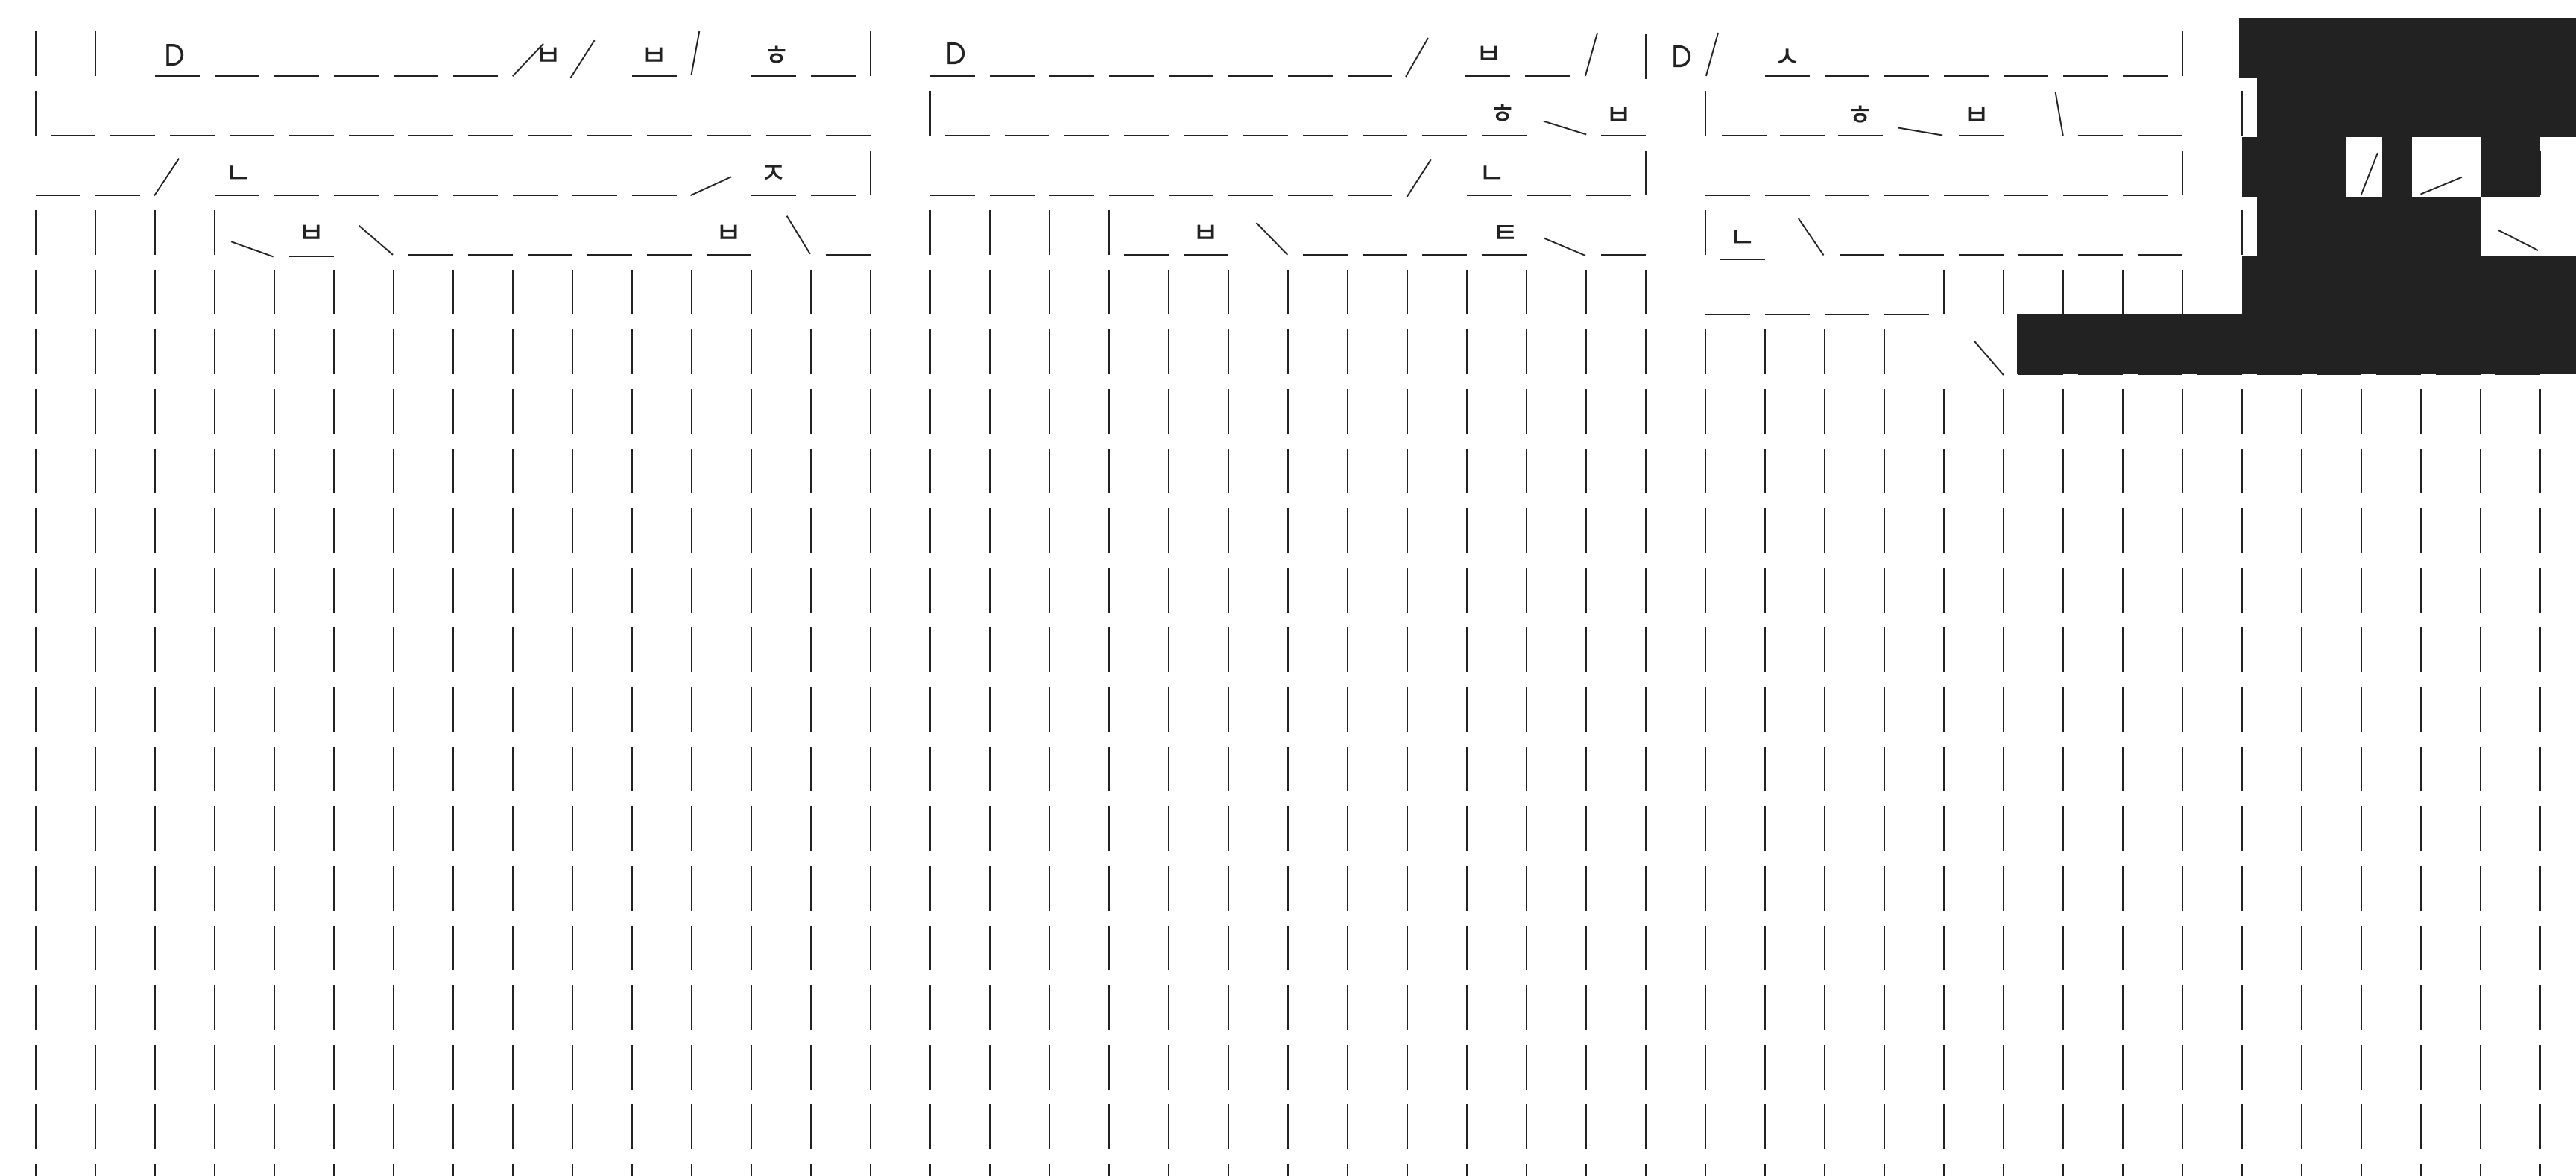 D ㅂ ㅂ ㅎ D ㅂ D ㅅ
ㅎ ㅂ ㅎ ㅂ
ㄴ ㅈ ㄴ
ㅂ ㅂ ㅂ ㅌ ㄴ